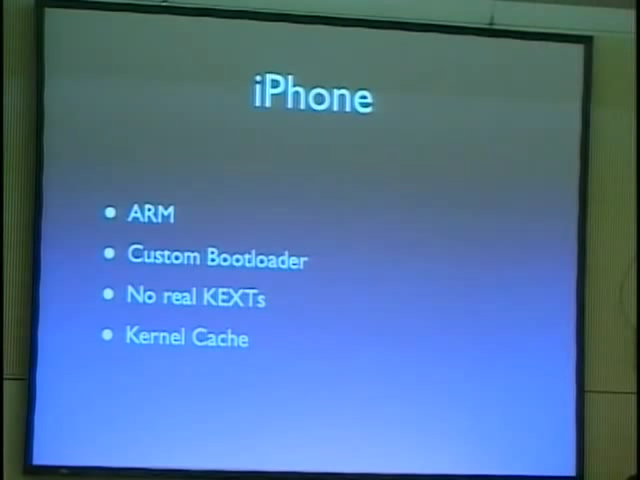 iPhone
• ARM
• Custom Bootloader
• No real KEXTs
• Kernel Cache